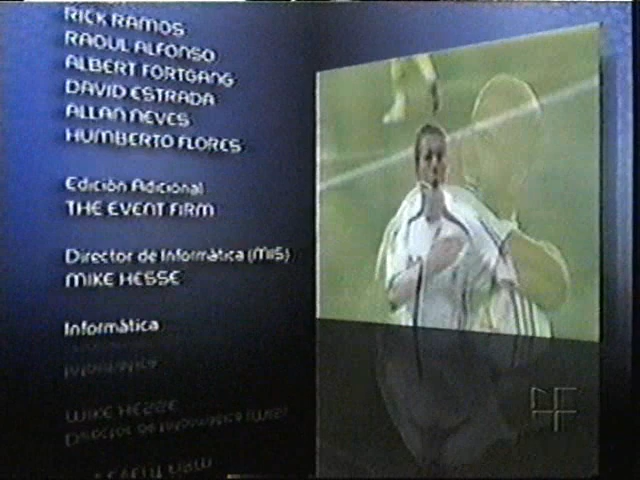 RICK RAMOS
RAOUL ALFONSO
ALBERT FORTGANG
DAVID ESTRADA
ALLAN NEVES
HUMBERTO FLORES
Edición Adicional
THE EVENT FIRM
Director de Informática (MIS)
MIKE HESSE
Informática